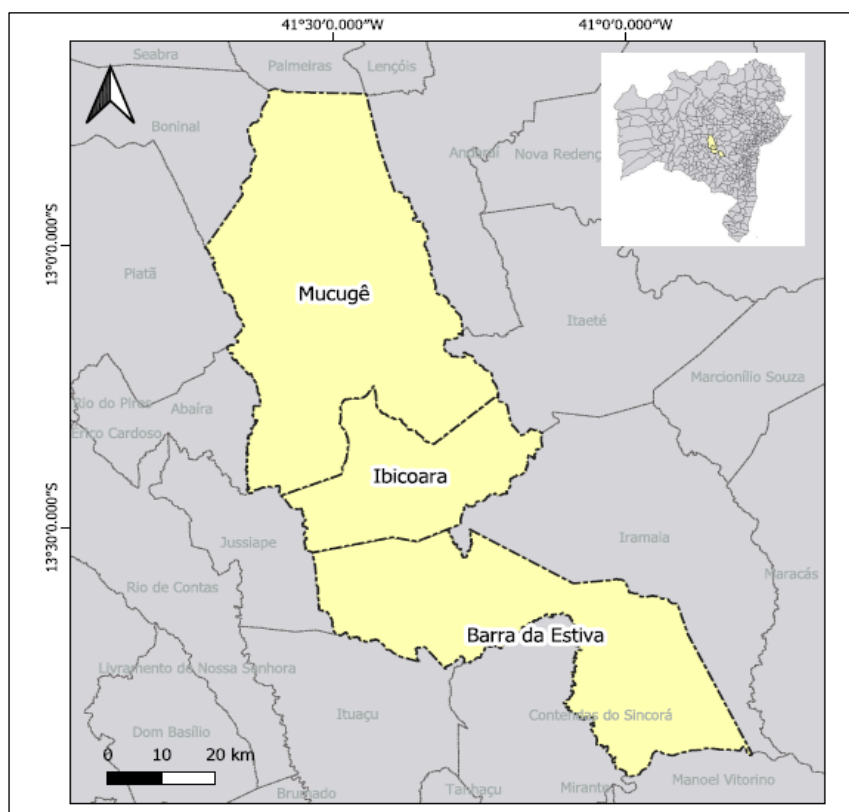 41°30'0.000"W
41°0'0.000"W
Seabra
Palmeiras
Lençóis
Boninal
Andaraí
Nova Redenç
13°0'0.000"S
Piatã
Mucugê
Itaeté
Marcionílio Souza
Rio do Pires
Abaíra
Érico Cardoso
Ibicoara
13°30'0.000"S
Jussiape
Iramaia
Maracás
Rio de Contas
Barra da Estiva
Livramento de Nossa Senhora
Ituaçu
Contendas do Sincorá
Dom Basílio
0 10 20 km
Brumado
Tanhaçu
Mirante
Manoel Vitorino